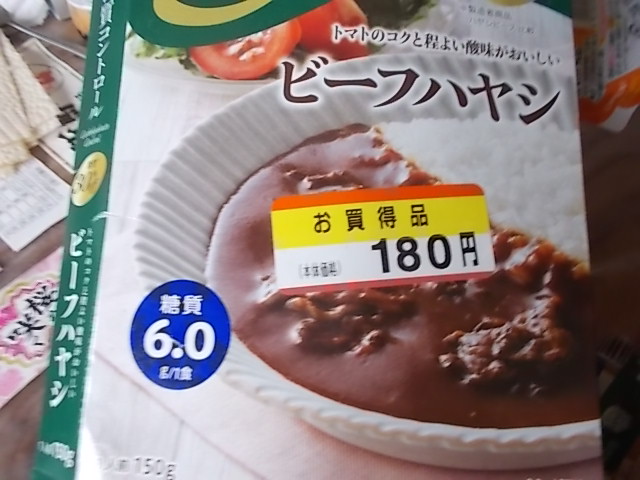 トマトのコクと程よい酸味がおいしい
ビーフハヤシ
お買得品
(本体価格)
180円
糖質
6.0
g/1食
150g
質コントロール
ビーフハヤシ
150g